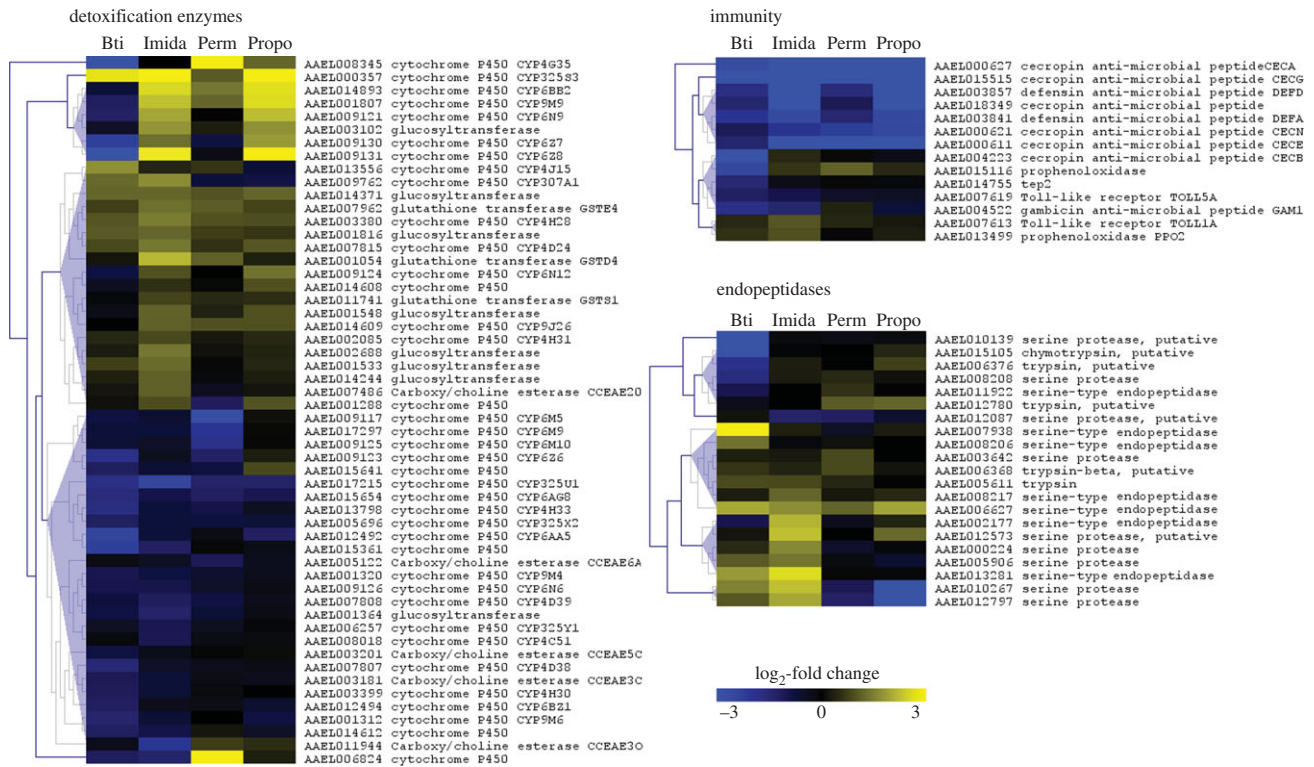 detoxification enzymes
Bti Imida Perm Propo
AAEL008345 cytochrome P450 CYP4G35
AAEL000357 cytochrome P450 CYP325S3
AAEL014893 cytochrome P450 CYP6BB2
AAEL001807 cytochrome P450 CYP9M9
AAEL009121 cytochrome P450 CYP6N9
AAEL003102 glucosyltransferase
AAEL009130 cytochrome P450 CYP6Z7
AAEL009131 cytochrome P450 CYP6Z8
AAEL013556 cytochrome P450 CYP4J15
AAEL009762 cytochrome P450 CYP307A1
AAEL014371 glucosyltransferase
AAEL007962 glutathione transferase GSTE4
AAEL003380 cytochrome P450 CYP4H28
AAEL001816 glucosyltransferase
AAEL007815 cytochrome P450 CYP4D24
AAEL001054 glutathione transferase GSTD4
AAEL009124 cytochrome P450 CYP6N12
AAEL014608 cytochrome P450
AAEL011741 glutathione transferase GSTS1
AAEL001548 glucosyltransferase
AAEL014609 cytochrome P450 CYP9J26
AAEL002085 cytochrome P450 CYP4H31
AAEL002688 glucosyltransferase
AAEL001533 glucosyltransferase
AAEL014244 glucosyltransferase
AAEL007486 Carboxy/choline esterase CCEAE2O
AAEL001288 cytochrome P450
AAEL009117 cytochrome P450 CYP6M5
AAEL017297 cytochrome P450 CYP6M9
AAEL009125 cytochrome P450 CYP6M10
AAEL009123 cytochrome P450 CYP6Z6
AAEL015641 cytochrome P450
AAEL017215 cytochrome P450 CYP325U1
AAEL015654 cytochrome P450 CYP6AG8
AAEL013798 cytochrome P450 CYP4H33
AAEL005696 cytochrome P450 CYP325X2
AAEL012492 cytochrome P450 CYP6AA5
AAEL015361 cytochrome P450
AAEL005122 Carboxy/choline esterase CCEAE6A
AAEL001320 cytochrome P450 CYP9M4
AAEL009126 cytochrome P450 CYP6N6
AAEL007808 cytochrome P450 CYP4D39
AAEL001364 glucosyltransferase
AAEL006257 cytochrome P450 CYP325Y1
AAEL008018 cytochrome P450 CYP4C51
AAEL003201 Carboxy/choline esterase CCEAE5C
AAEL007807 cytochrome P450 CYP4D38
AAEL003181 Carboxy/choline esterase CCEAE3C
AAEL003399 cytochrome P450 CYP4H30
AAEL012494 cytochrome P450 CYP6BZ1
AAEL001312 cytochrome P450 CYP9M6
AAEL014612 cytochrome P450
AAEL011944 Carboxy/choline esterase CCEAE3O
AAEL006824 cytochrome P450
immunity
Bti Imida Perm Propo
AAEL000627 cecropin anti-microbial peptideCECA
AAEL015515 cecropin anti-microbial peptide CECG
AAEL003857 defensin anti-microbial peptide DEFD
AAEL018349 cecropin anti-microbial peptide
AAEL003841 defensin anti-microbial peptide DEFA
AAEL000621 cecropin anti-microbial peptide CECN
AAEL000611 cecropin anti-microbial peptide CECE
AAEL004223 cecropin anti-microbial peptide CECB
AAEL015116 prophenoloxidase
AAEL014755 tep2
AAEL007619 Toll-like receptor TOLL5A
AAEL004522 gambicin anti-microbial peptide GAM1
AAEL007613 Toll-like receptor TOLL1A
AAEL013499 prophenoloxidase PPO2
endopeptidases
Bti Imida Perm Propo
AAEL010139 serine protease, putative
AAEL015105 chymotrypsin, putative
AAEL006376 trypsin, putative
AAEL008208 serine protease
AAEL011922 serine-type endopeptidase
AAEL012780 trypsin, putative
AAEL012087 serine protease, putative
AAEL007938 serine-type endopeptidase
AAEL008206 serine-type endopeptidase
AAEL003642 serine protease
AAEL006368 trypsin-beta, putative
AAEL005611 trypsin
AAEL008217 serine-type endopeptidase
AAEL006627 serine-type endopeptidase
AAEL002177 serine-type endopeptidase
AAEL012573 serine protease, putative
AAEL000224 serine protease
AAEL005906 serine protease
AAEL013281 serine-type endopeptidase
AAEL010267 serine protease
AAEL012797 serine protease
log2-fold change
−3 0 3